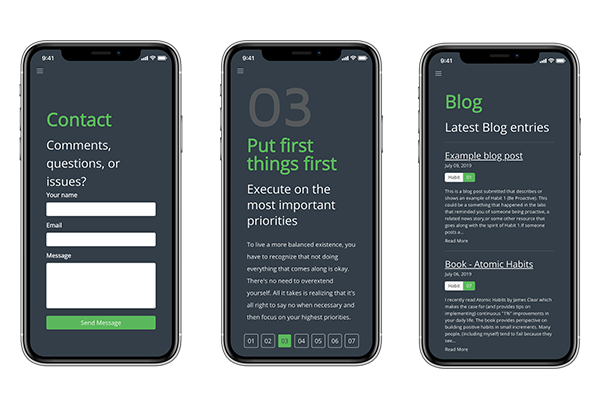 9:41
Contact
Comments,
questions, or
issues?
Your name
Email
Message
Send Message
9:41
03
Put first
things first
Execute on the
most important
priorities
To live a more balanced existence, you
have to recognize that not doing
everything that comes along is okay.
There's no need to overextend
yourself. All it takes is realizing that it's
all right to say no when necessary and
then focus on your highest priorities.
01 02 03 04 05 06 07
9:41
Blog
Latest Blog entries
Example blog post
July 09, 2019
Habit 01
This is a blog post submitted that describes or
shows an example of Habit 1 (Be Proactive). This
could be a something that happened in the labs
that reminded you of someone being proactive, a
related news story,or some other resource that
goes along with the spirit of Habit 1.If someone
posts a...
Read More
Book - Atomic Habits
July 06, 2019
Habit 07
I recently read Atomic Habits by James Clear which
makes the case for (and provides tips on
implementing) continuous "1%" improvements in
your daily life. The book provides perspective on
building positive habits in small increments. Many
people, (including myself) tend to fail because they
see...
Read More